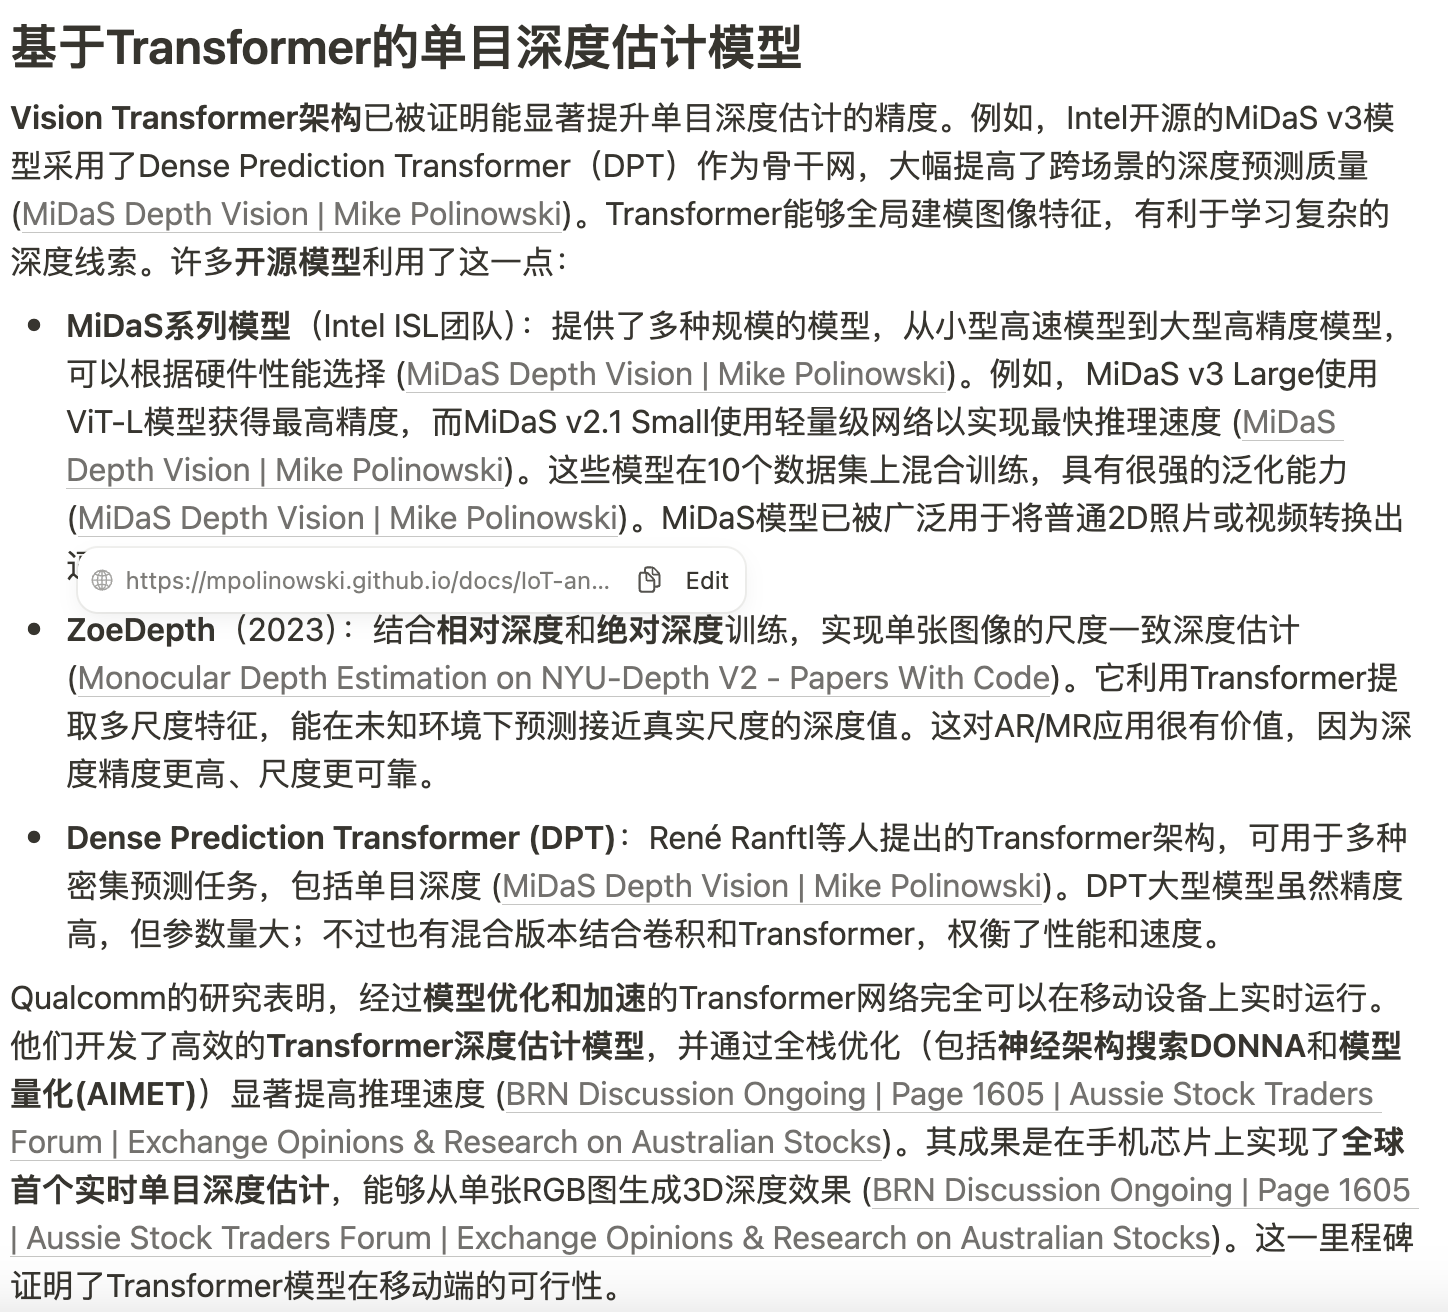 基于Transformer的单目深度估计模型
Vision Transformer架构已被证明能显著提升单目深度估计的精度。例如，Intel开源的MiDaS v3模
型采用了Dense Prediction Transformer（DPT）作为骨干网，大幅提高了跨场景的深度预测质量
(MiDaS Depth Vision | Mike Polinowski)。Transformer能够全局建模图像特征，有利于学习复杂的
深度线索。许多开源模型利用了这一点：
• MiDaS系列模型（Intel ISL团队）：提供了多种规模的模型，从小型高速模型到大型高精度模型，
可以根据硬件性能选择 (MiDaS Depth Vision | Mike Polinowski)。例如，MiDaS v3 Large使用
ViT-L模型获得最高精度，而MiDaS v2.1 Small使用轻量级网络以实现最快推理速度 (MiDaS
Depth Vision | Mike Polinowski)。这些模型在10个数据集上混合训练，具有很强的泛化能力
(MiDaS Depth Vision | Mike Polinowski)。MiDaS模型已被广泛用于将普通2D照片或视频转换出
https://mpolinowski.github.io/docs/IoT-an... Edit
• ZoeDepth（2023）：结合相对深度和绝对深度训练，实现单张图像的尺度一致深度估计
(Monocular Depth Estimation on NYU-Depth V2 - Papers With Code)。它利用Transformer提
取多尺度特征，能在未知环境下预测接近真实尺度的深度值。这对AR/MR应用很有价值，因为深
度精度更高、尺度更可靠。
• Dense Prediction Transformer (DPT)：René Ranftl等人提出的Transformer架构，可用于多种
密集预测任务，包括单目深度 (MiDaS Depth Vision | Mike Polinowski)。DPT大型模型虽然精度
高，但参数量大；不过也有混合版本结合卷积和Transformer，权衡了性能和速度。
Qualcomm的研究表明，经过模型优化和加速的Transformer网络完全可以在移动设备上实时运行。
他们开发了高效的Transformer深度估计模型，并通过全栈优化（包括神经架构搜索DONNA和模型
量化(AIMET)）显著提高推理速度 (BRN Discussion Ongoing | Page 1605 | Aussie Stock Traders
Forum | Exchange Opinions & Research on Australian Stocks)。其成果是在手机芯片上实现了全球
首个实时单目深度估计，能够从单张RGB图生成3D深度效果 (BRN Discussion Ongoing | Page 1605
| Aussie Stock Traders Forum | Exchange Opinions & Research on Australian Stocks)。这一里程碑
证明了Transformer模型在移动端的可行性。